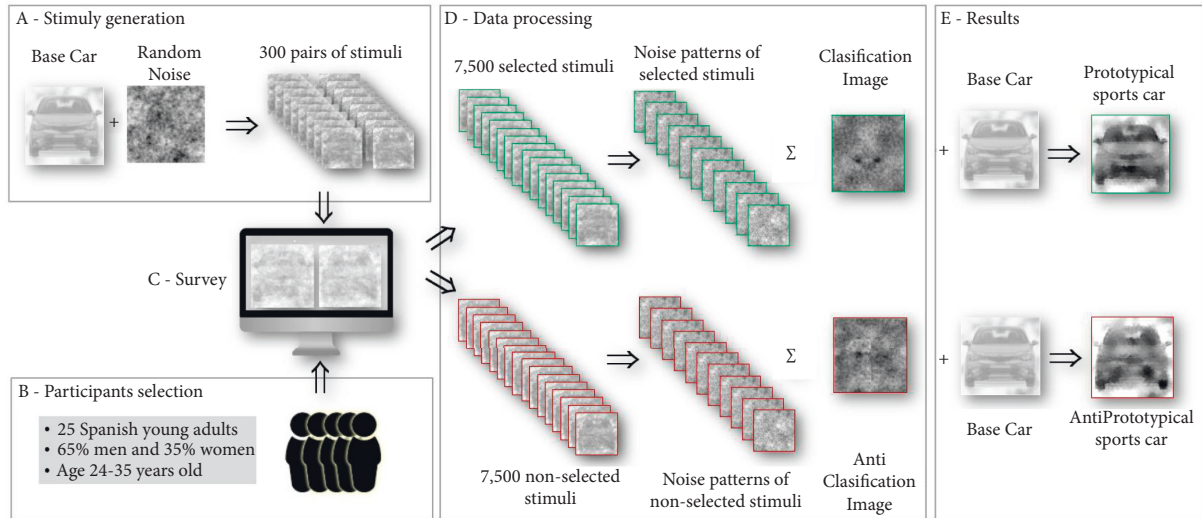 A - Stimuly generation
Base Car
Random
Noise
300 pairs of stimuli
+
C - Survey
B - Participants selection
• 25 Spanish young adults
• 65% men and 35% women
• Age 24-35 years old
D - Data processing
7,500 selected stimuli
Noise patterns of
selected stimuli
Clasification
Image
Σ
7,500 non-selected
stimuli
Noise patterns of
non-selected stimuli
Σ
Anti
Clasification
Image
E - Results
Base Car
Prototypical
sports car
+
+
Base Car
AntiPrototypical
sports car